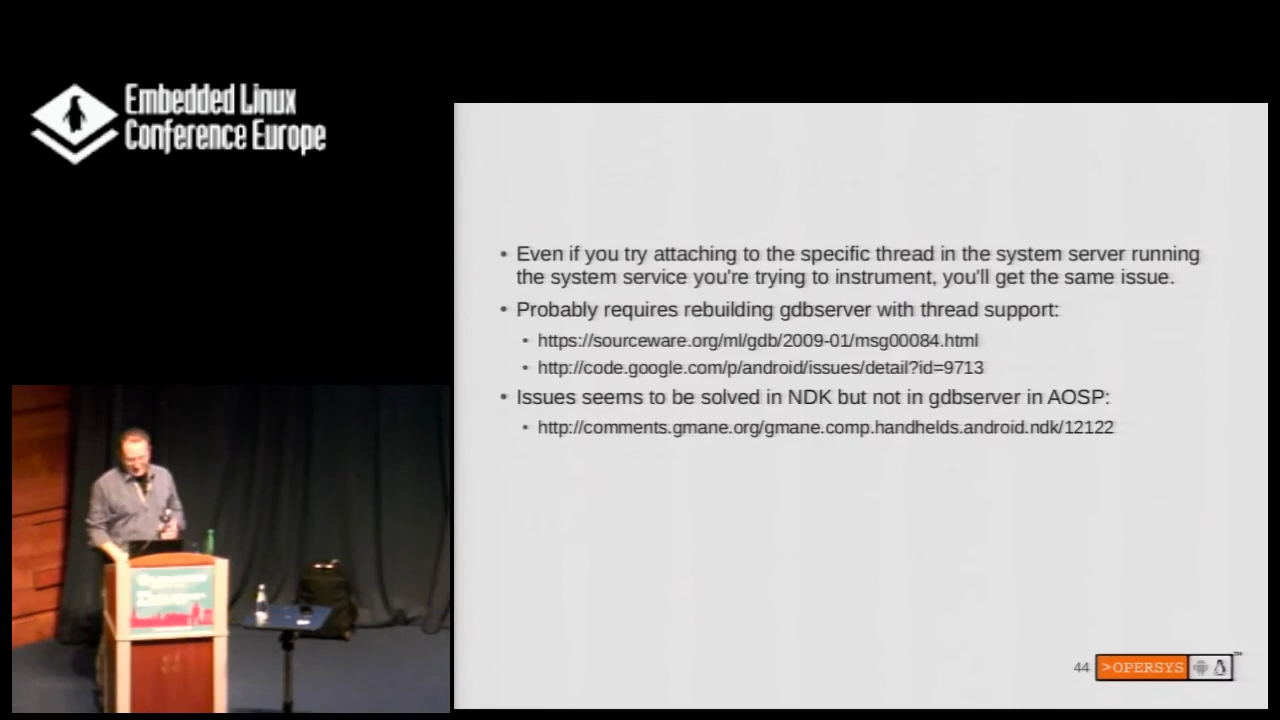 Embedded Linux
Conference Europe
• Even if you try attaching to the specific thread in the system server running
the system service you're trying to instrument, you'll get the same issue.
• Probably requires rebuilding gdbserver with thread support:
• https://sourceware.org/ml/gdb/2009-01/msg00084.html
• http://code.google.com/p/android/issues/detail?id=9713
• Issues seems to be solved in NDK but not in gdbserver in AOSP:
• http://comments.gmane.org/gmane.comp.handhelds.android.ndk/12122
44
>OPERSYS
™